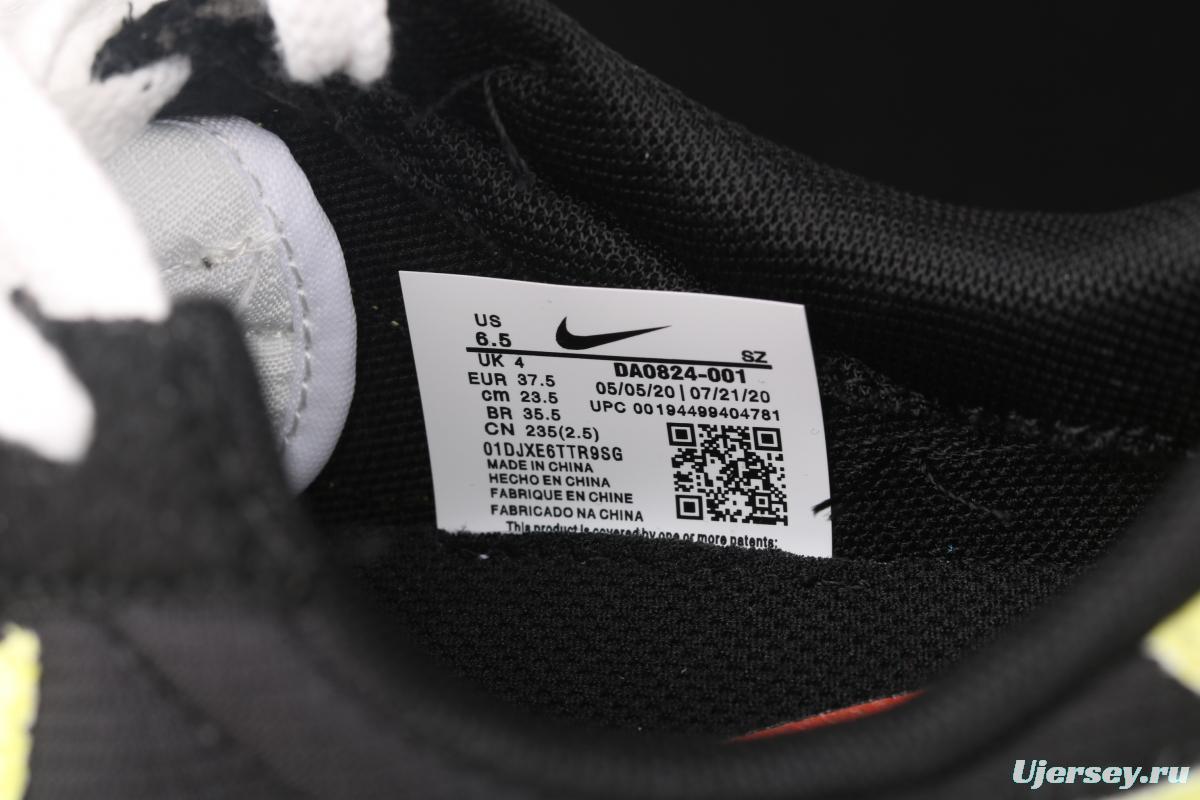 US
6.5
SZ
UK 4
DA0824-001
EUR 37.5
05/05/20 | 07/21/20
cm 23.5
UPC 00194499404781
BR 35.5
CN 235(2.5)
01DJXE6TTR9SG
MADE IN CHINA
HECHO EN CHINA
FABRIQUE EN CHINE
FABRICADO NA CHINA
This product is covered by one or more patents:
Ujersey.ru